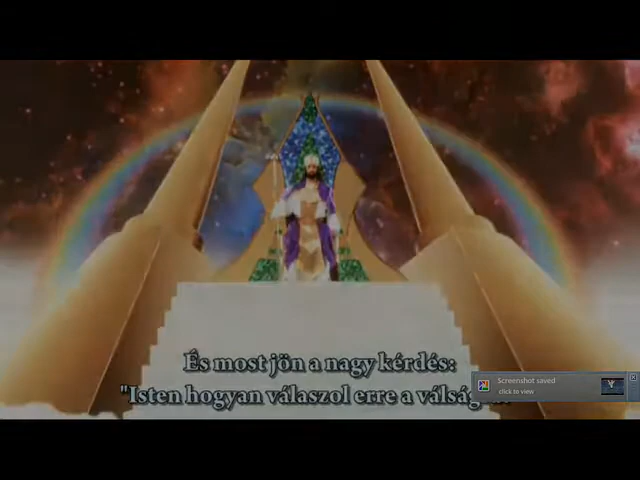 És most jön a nagy kérdés:
"Isten hogyan válaszol erre a
Screenshot saved
click to view